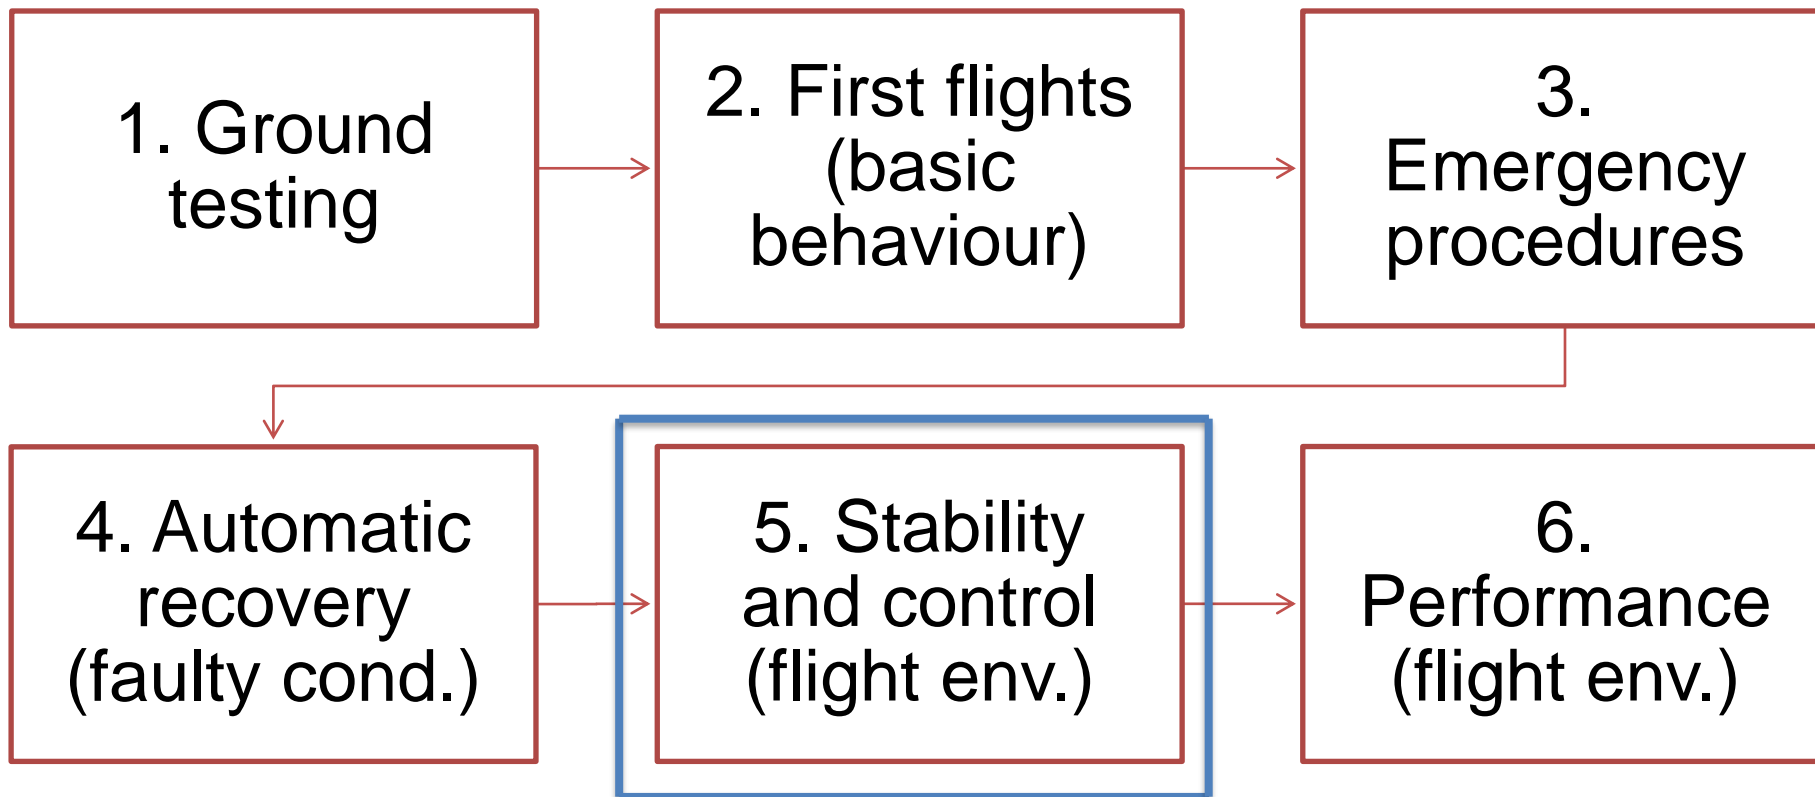 1. Ground
testing
2. First flights
(basic
behaviour)
3.
Emergency
procedures
4. Automatic
recovery
(faulty cond.)
5. Stability
and control
(flight env.)
6.
Performance
(flight env.)